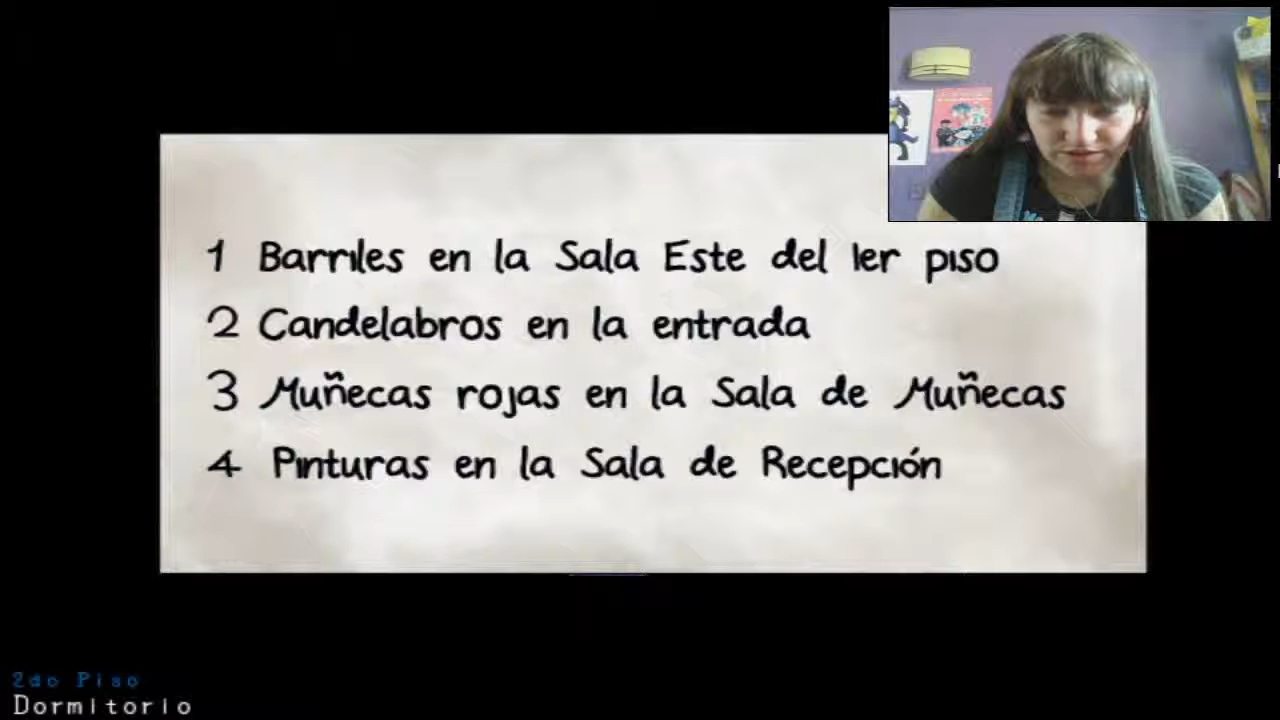 1 Barriles en la Sala Este del 1er piso
2 Candelabros en la entrada
3 Muñecas rojas en la Sala de Muñecas
4 Pinturas en la Sala de Recepción
2do Piso
Dormitorio